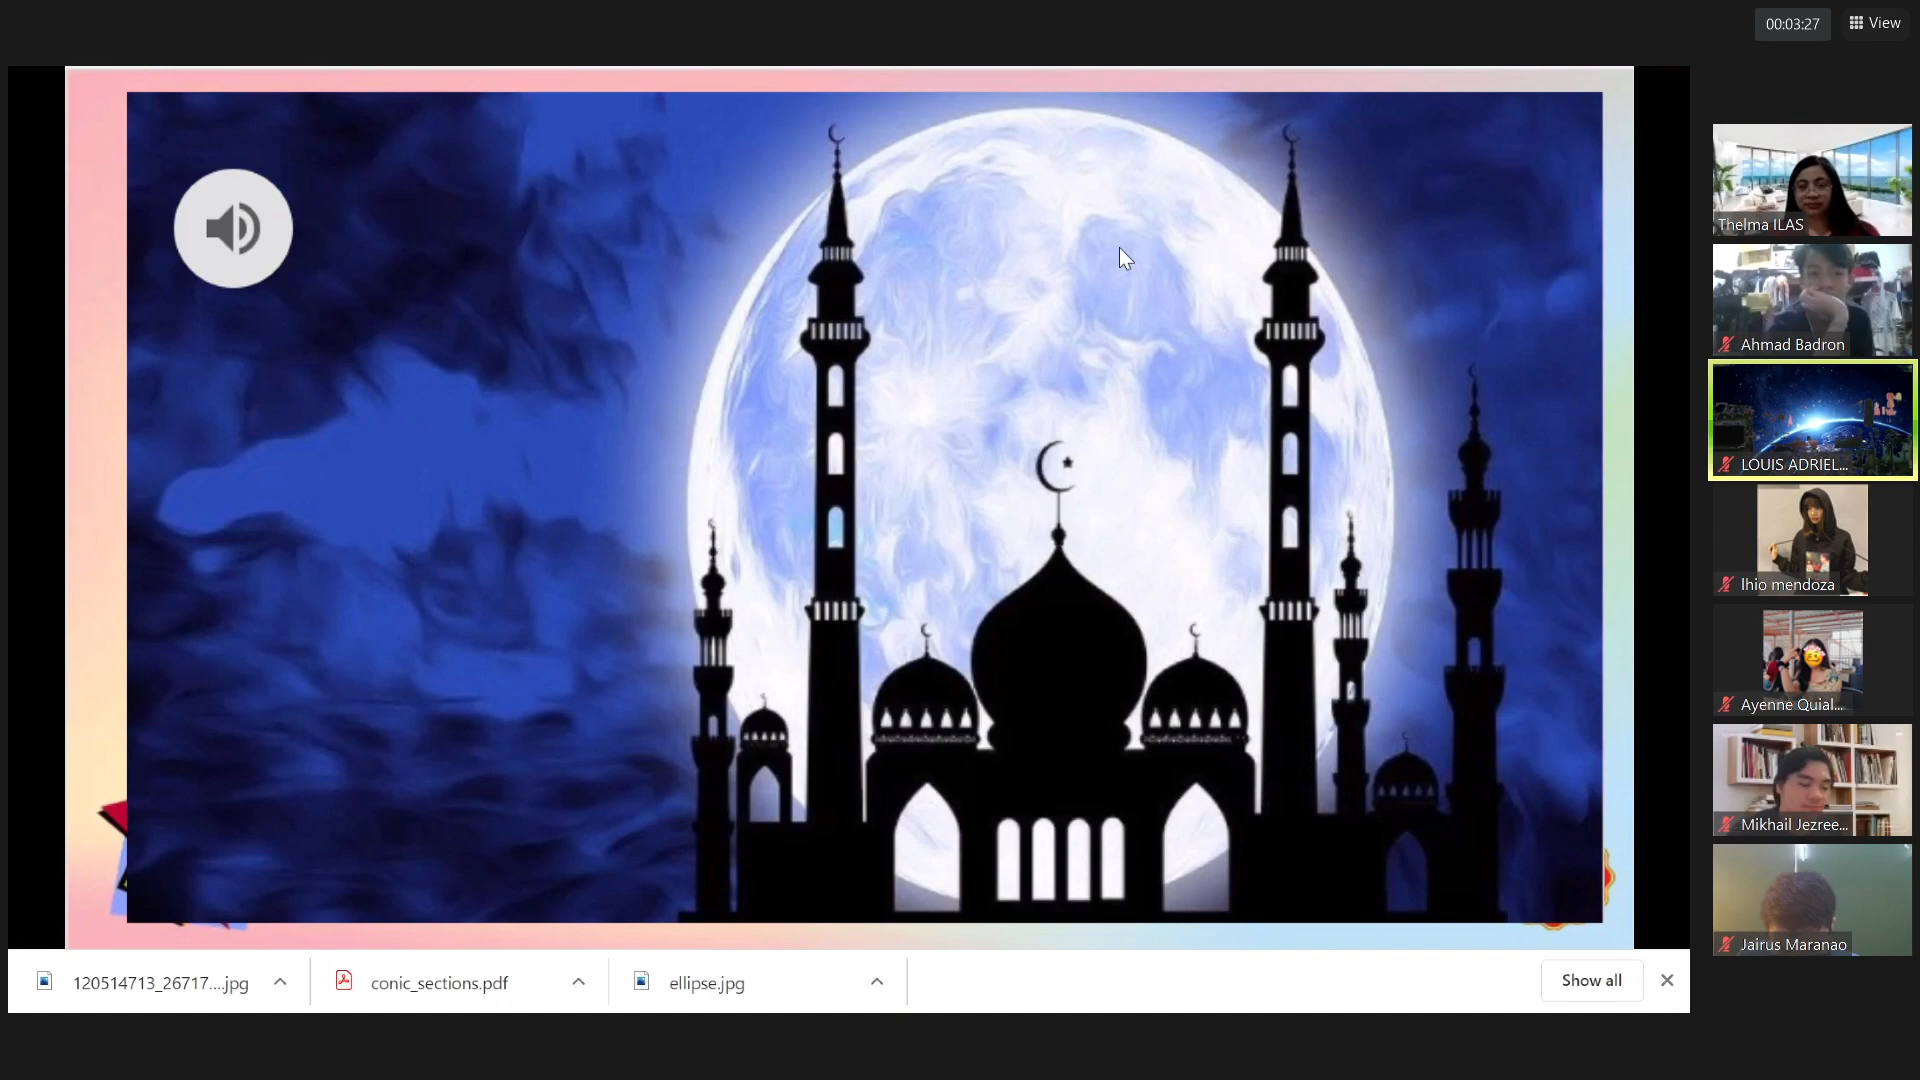 00:03:27
View
Thelma ILAS
Ahmad Badron
LOUIS ADRIEL...
lhio mendoza
Ayenne Quial...
Mikhail Jezree...
Jairus Maranao
120514713_26717....jpg
conic_sections.pdf
ellipse.jpg
Show all